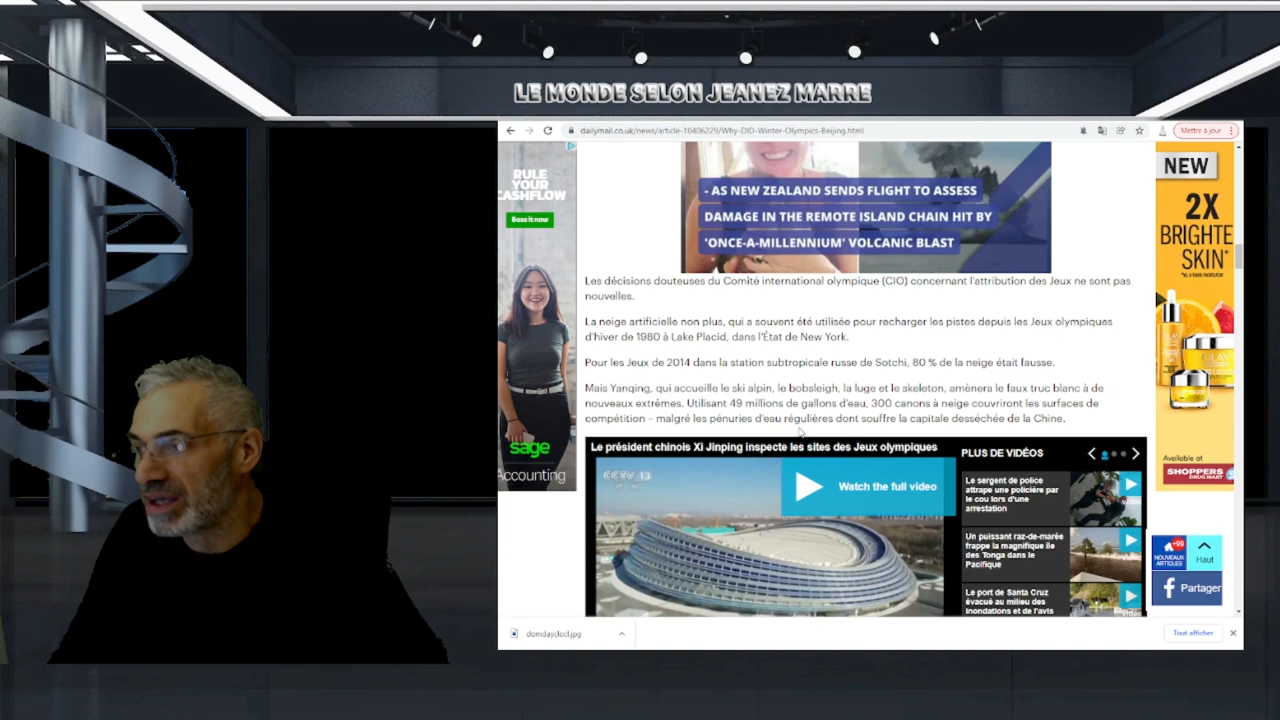 LE MONDE SELON JEANEZ MARRE
dailymail.co.uk/news/article-10406229/Why-DID-Winter-Olympics-Beijing.html
Mettre à jour
RULE
YOUR
CASHFLOW
Boss it now
sage
Accounting
- AS NEW ZEALAND SENDS FLIGHT TO ASSESS
DAMAGE IN THE REMOTE ISLAND CHAIN HIT BY
'ONCE-A-MILLENNIUM' VOLCANIC BLAST
Les décisions douteuses du Comité international olympique (CIO) concernant l'attribution des Jeux ne sont pas
nouvelles.
La neige artificielle non plus, qui a souvent été utilisée pour recharger les pistes depuis les Jeux olympiques
d'hiver de 1980 à Lake Placid, dans l'État de New York.
Pour les Jeux de 2014 dans la station subtropicale russe de Sotchi, 80 % de la neige était fausse.
Mais Yanqing, qui accueille le ski alpin, le bobsleigh, la luge et le skeleton, amènera le faux truc blanc à de
nouveaux extrêmes. Utilisant 49 millions de gallons d'eau, 300 canons à neige couvriront les surfaces de
compétition – malgré les pénuries d'eau régulières dont souffre la capitale desséchée de la Chine.
Le président chinois Xi Jinping inspecte les sites des Jeux olympiques
CCTV 13
Watch the full video
PLUS DE VIDÉOS
Le sergent de police
attrape une policière par
le cou lors d'une
arrestation
Un puissant raz-de-marée
frappe la magnifique île
des Tonga dans le
Pacifique
Le port de Santa Cruz
évacué au milieu des
inondations et de l'avis
NEW
2X
BRIGHTE
SKIN*
OLAY
Available at
SHOPPERS
DRUG MART
+99
NOUVEAUX
ARTICLES
Haut
Partager
domdayclocl.jpg
Tout afficher